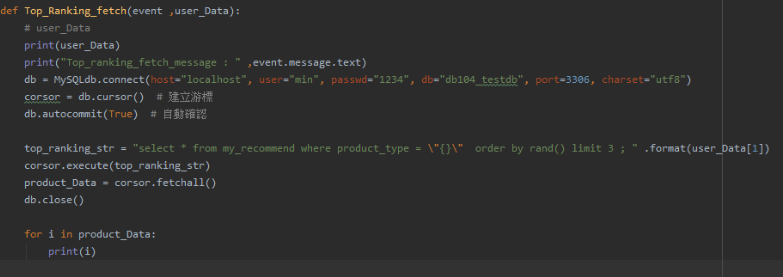 def Top_Ranking_fetch(event ,user_Data):
# user_Data
print(user_Data)
print("Top_ranking_fetch_message : " ,event.message.text)
db = MySQLdb.connect(host="localhost", user="min", passwd="1234", db="db104_testdb", port=3306, charset="utf8")
corsor = db.cursor()  # 建立游標
db.autocommit(True)  # 自動確認
top_ranking_str = "select * from my_recommend where product_type = \"{}\"  order by rand() limit 3 ; " .format(user_Data[1])
corsor.execute(top_ranking_str)
product_Data = corsor.fetchall()
db.close()
for i in product_Data:
print(i)